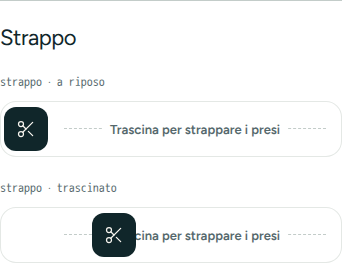 Strappo
strappo · a riposo
Trascina per strappare i presi
strappo · trascinato
cina per strappare i presi